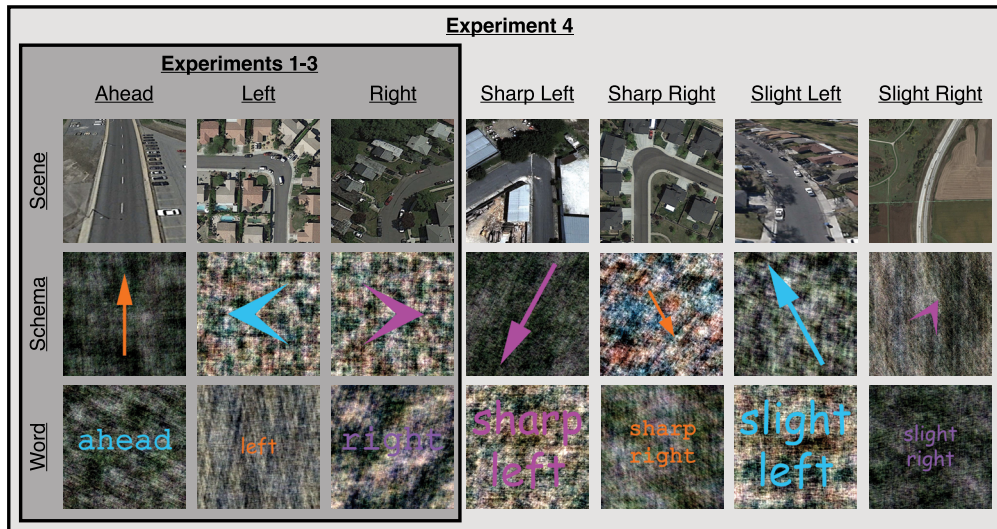 Experiment 4
Experiments 1-3
Ahead Left Right Sharp Left Sharp Right Slight Left Slight Right
Scene
Schema
Word
ahead
left
right
sharp
left
sharp
right
slight
left
slight
right